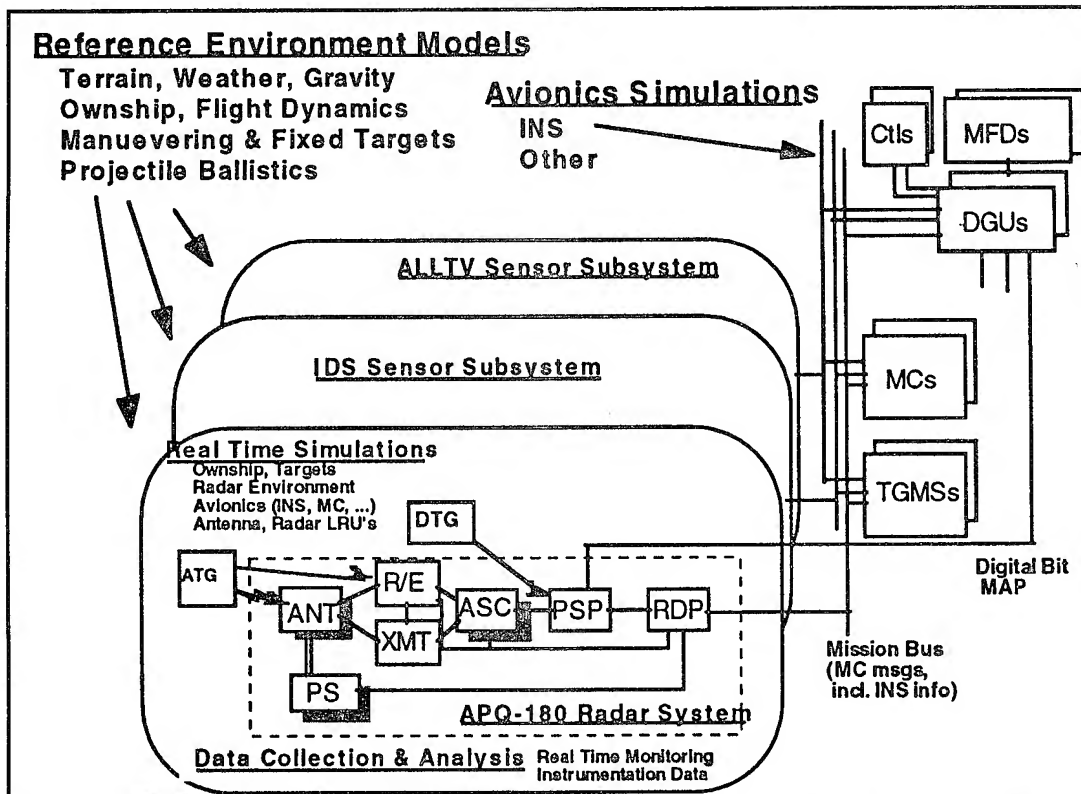 Reference Environment Models
Terrain, Weather, Gravity
Ownship, Flight Dynamics
Manuevering & Fixed Targets
Projectile Ballistics
Avionics Simulations
INS
Other
Ctls
MFDs
DGUs
MCs
TGMSs
ALLTV Sensor Subsystem
IDS Sensor Subsystem
Real Time Simulations
Ownship, Targets
Radar Environment
Avionics (INS, MC, ...)
Antenna, Radar LRU's
DTG
ATG
R/E
ANT
ASC
PSP
RDP
XMT
PS
APQ-180 Radar System
Digital Bit
MAP
Mission Bus
(MC msgs,
incl. INS info)
Data Collection & Analysis
Real Time Monitoring
Instrumentation Data